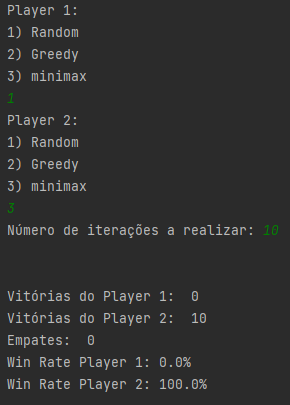 Player 1:
1) Random
2) Greedy
3) minimax
1
Player 2:
1) Random
2) Greedy
3) minimax
3
Número de iterações a realizar: 10
Vitórias do Player 1:  0
Vitórias do Player 2:  10
Empates:  0
Win Rate Player 1: 0.0%
Win Rate Player 2: 100.0%